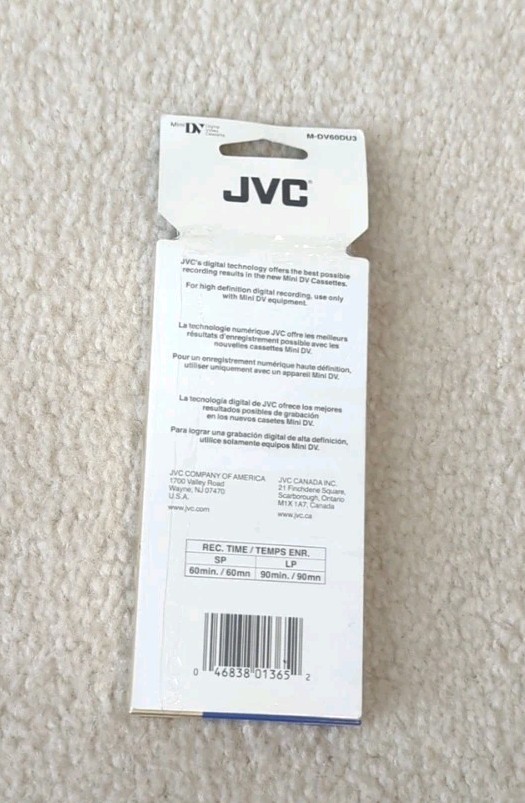 Mini DV Digital Video Cassette
M-DV60DU3
JVC
JVC's digital technology offers the best possible
recording results in the new Mini DV Cassettes.
For high definition digital recording, use only
with Mini DV equipment.
La technologie numérique JVC offre les meilleurs
résultats d'enregistrement possible avec les
nouvelles cassettes Mini DV.
Pour un enregistrement numérique haute définition,
utiliser uniquement avec un appareil Mini DV.
La tecnología digital de JVC ofrece los mejores
resultados posibles de grabación
en los nuevos casetes Mini DV.
Para lograr una grabación digital de alta definición,
utilice solamente equipos Mini DV.
JVC COMPANY OF AMERICA
1700 Valley Road
Wayne, NJ 07470
U.S.A.
www.jvc.com
JVC CANADA INC.
21 Finchdene Square,
Scarborough, Ontario
M1X 1A7, Canada
www.jvc.ca
REC. TIME / TEMPS ENR.
SP LP
60min. / 60mn 90min. / 90mn
0 46838 01365 2